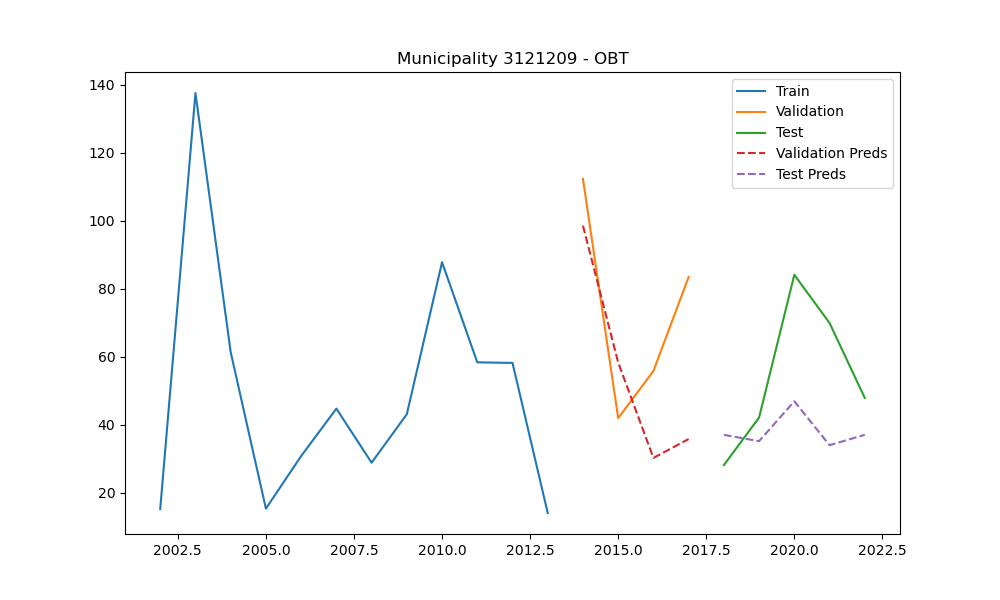 Municipality 3121209 - OBT
140
120
100
80
60
40
20
Train
Validation
Test
Validation Preds
Test Preds
2002.5 2005.0 2007.5 2010.0 2012.5 2015.0 2017.5 2020.0 2022.5